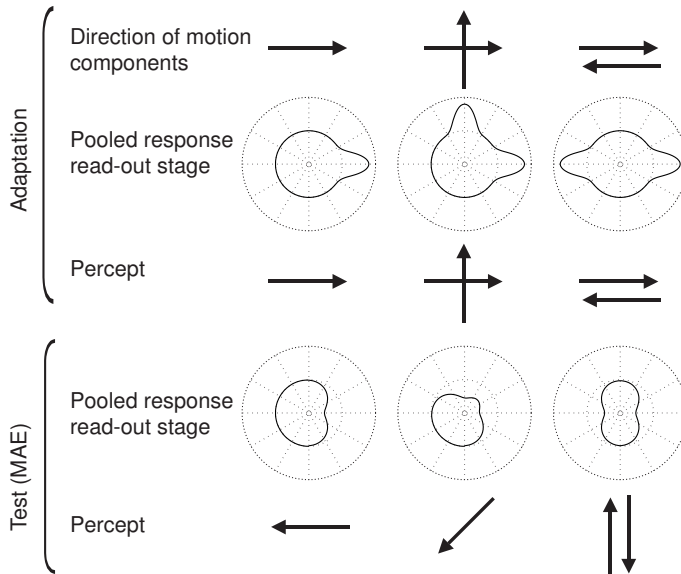 Adaptation
Direction of motion
components
Pooled response
read-out stage
Percept
Test (MAE)
Pooled response
read-out stage
Percept